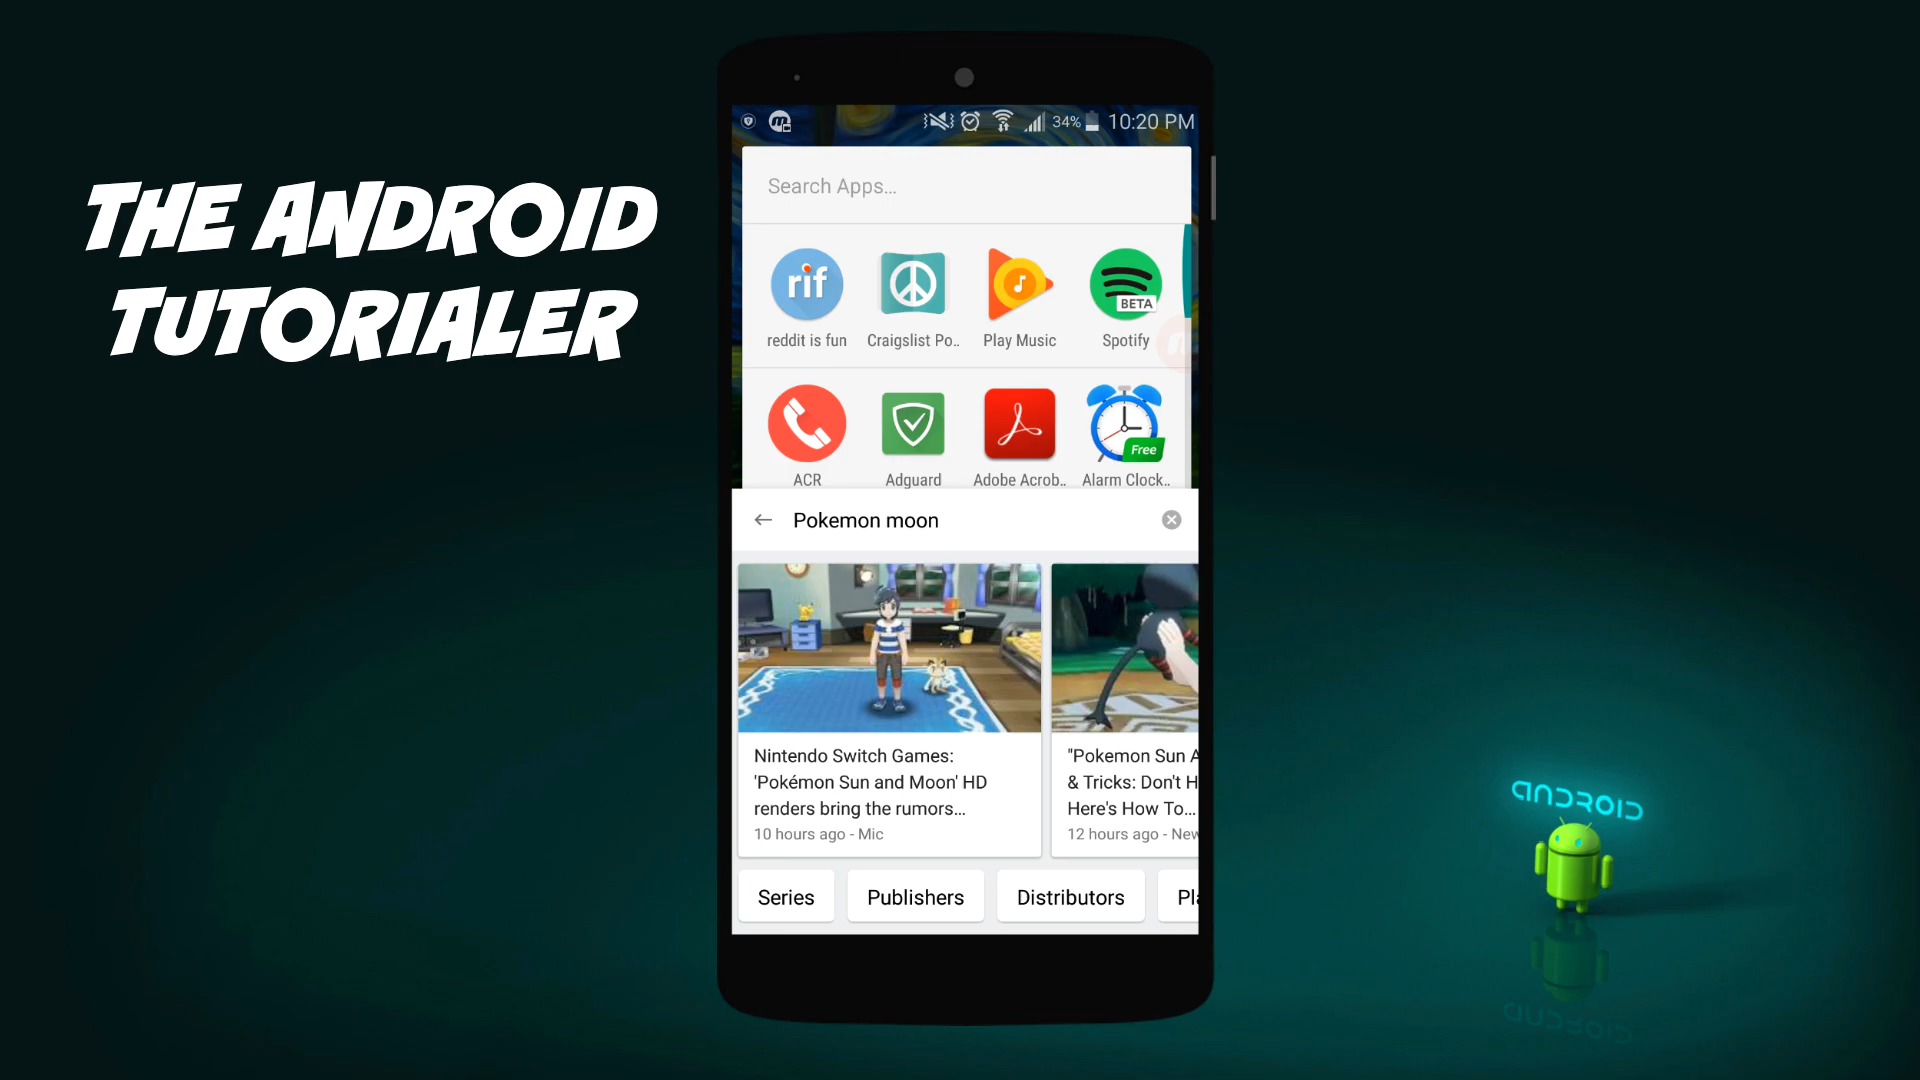 THE ANDROID
TUTORIALER
34% 10:20 PM
Search Apps...
rif
BETA
reddit is fun
Craigslist Po..
Play Music
Spotify
Free
ACR
Adguard
Adobe Acrob..
Alarm Clock..
Pokemon moon
Nintendo Switch Games:
'Pokémon Sun and Moon' HD
renders bring the rumors...
10 hours ago - Mic
"Pokemon Sun A
& Tricks: Don't H
Here's How To...
12 hours ago - New
Series
Publishers
Distributors
Pla
ANDROID